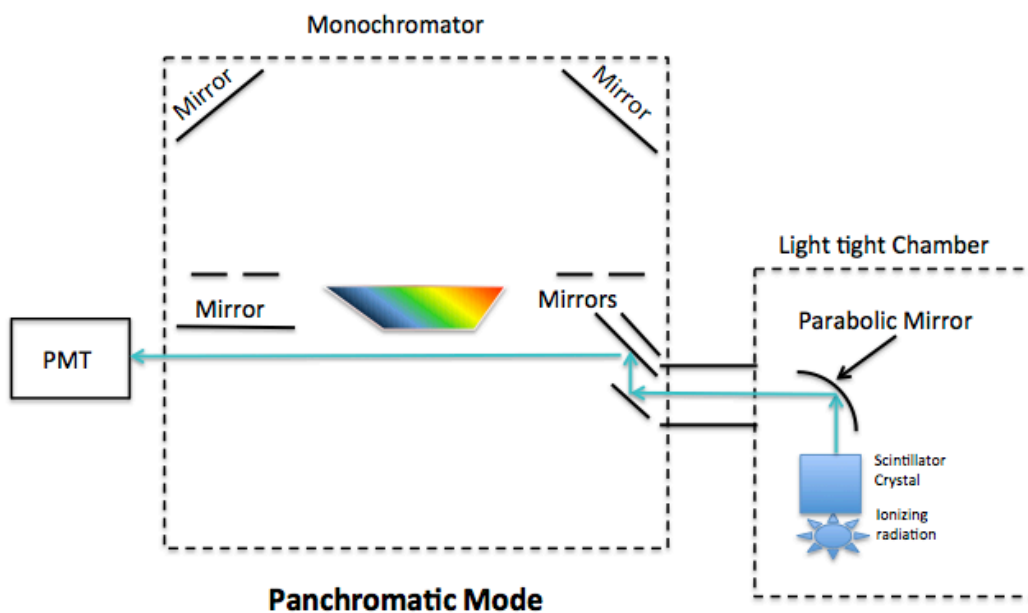 Monochromator
Mirror
Mirror
Light tight Chamber
Mirror
Mirrors
Parabolic Mirror
PMT
Scintillator
Crystal
Ionizing
radiation
Panchromatic Mode